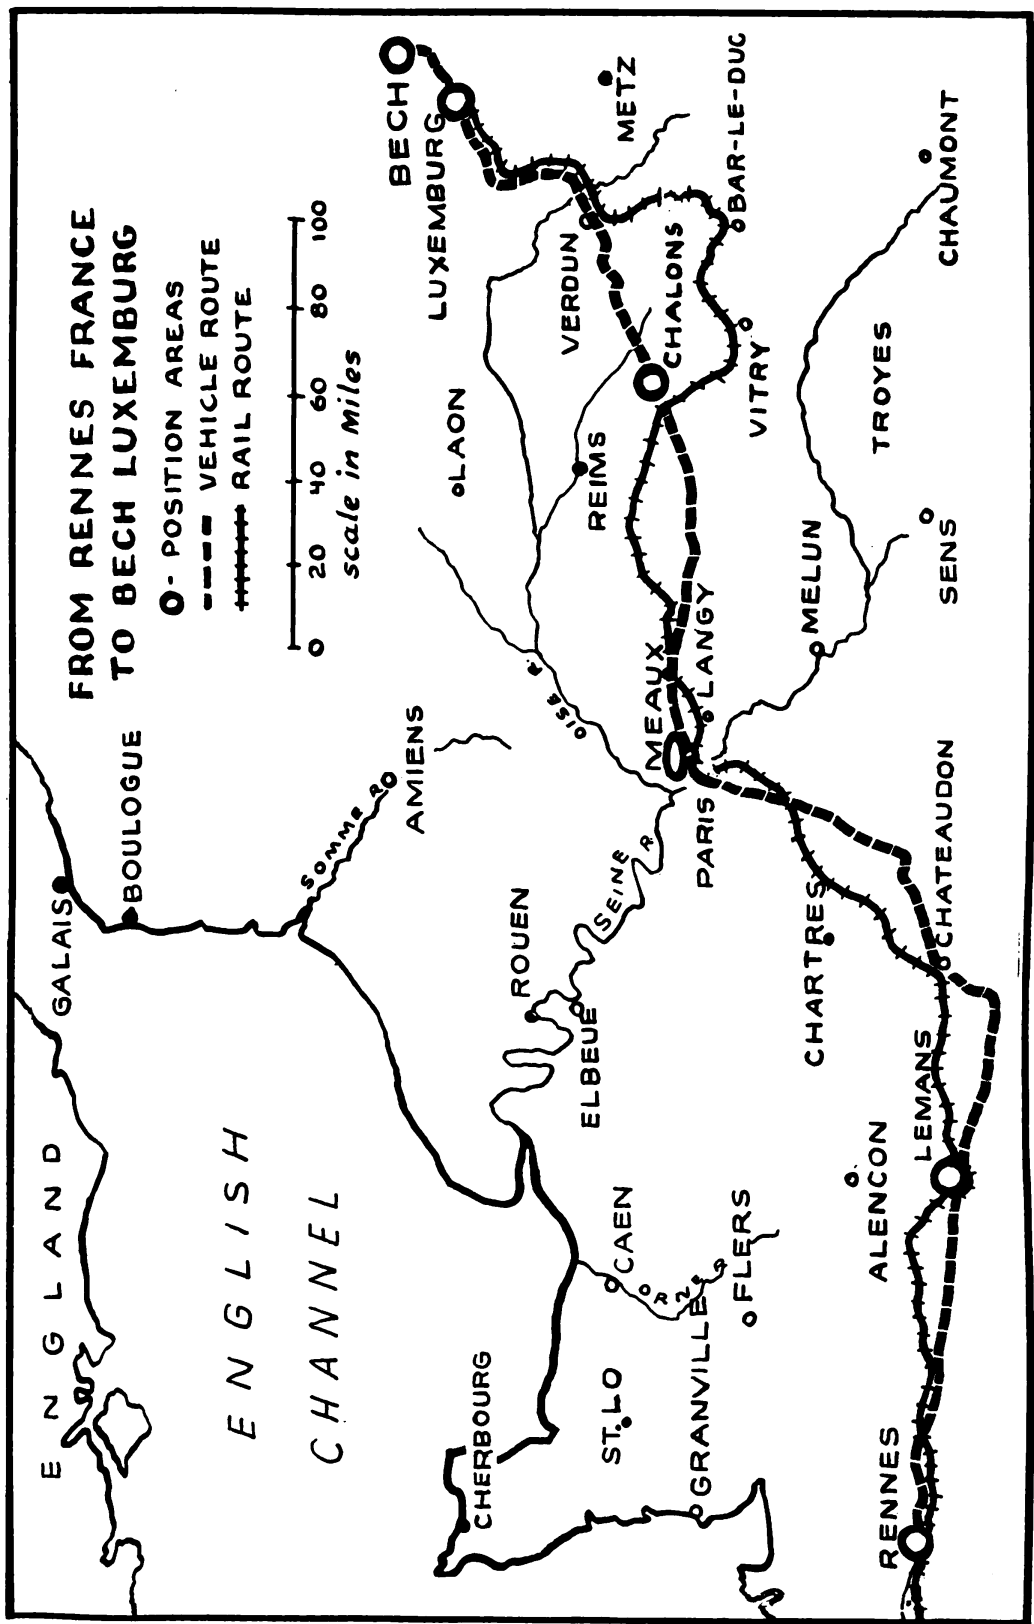 FROM RENNES FRANCE
TO BECH LUXEMBURG
O- POSITION AREAS
VEHICLE ROUTE
RAIL ROUTE
0 20 40 60 80 100
scale in Miles
ENGLAND
ENGLISH
CHANNEL
GALAIS
BOULOGUE
SOMME R
AMIENS
OISE R
LAON
LUXEMBURG
BECH
METZ
VERDUN
REIMS
CHALONS
BAR-LE-DUC
VITRY
CHAUMONT
TROYES
SENS
MELUN
LANGY
MEAUX
PARIS
SEINE R
ROUEN
ELBEUE
CHARTRES
CHATEAUDON
LEMANS
ALENCON
CAEN
FLERS
CHERBOURG
ST. LO
GRANVILLE
RENNES